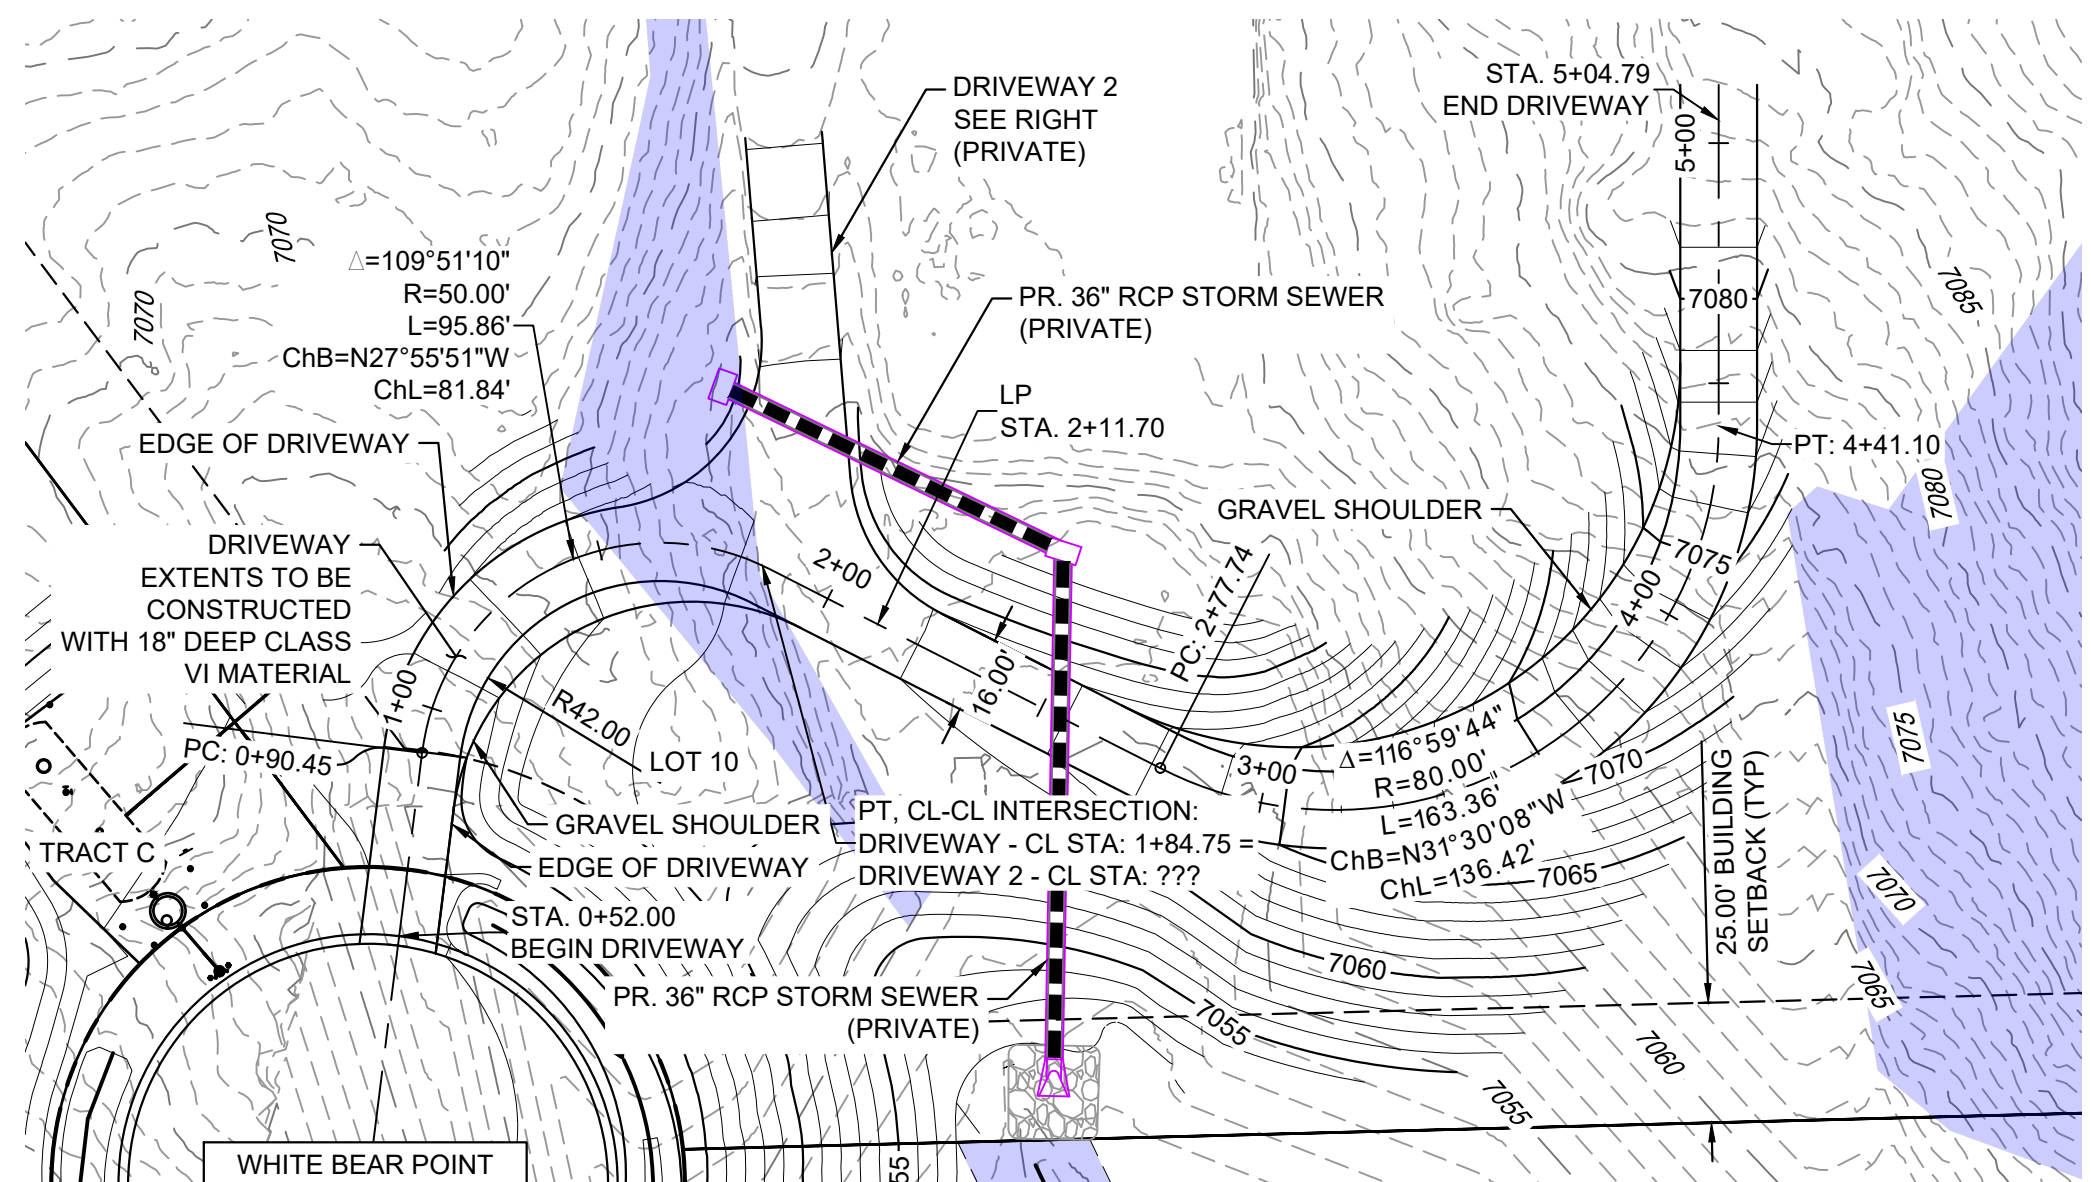 DRIVEWAY 2
SEE RIGHT
(PRIVATE)
STA. 5+04.79
END DRIVEWAY
5+00
7070
7070
Δ=109°51'10"
R=50.00'
L=95.86'
ChB=N27°55'51"W
ChL=81.84'
PR. 36" RCP STORM SEWER
(PRIVATE)
7080
7085
LP
STA. 2+11.70
EDGE OF DRIVEWAY
PT: 4+41.10
7080
GRAVEL SHOULDER
DRIVEWAY
EXTENTS TO BE
CONSTRUCTED
WITH 18" DEEP CLASS
VI MATERIAL
2+00
7075
4+00
PC: 2+77.74
16.00'
1+00
R42.00
LOT 10
PC: 0+90.45
3+00
Δ=116°59'44"
R=80.00'
L=163.36'
ChB=N31°30'08"W
ChL=136.42'
7070
7075
25.00' BUILDING
SETBACK (TYP)
PT, CL-CL INTERSECTION:
DRIVEWAY - CL STA: 1+84.75 =
DRIVEWAY 2 - CL STA: ???
GRAVEL SHOULDER
TRACT C
EDGE OF DRIVEWAY
7065
7070
STA. 0+52.00
BEGIN DRIVEWAY
7060
7065
PR. 36" RCP STORM SEWER
(PRIVATE)
7055
7060
7055
WHITE BEAR POINT
55